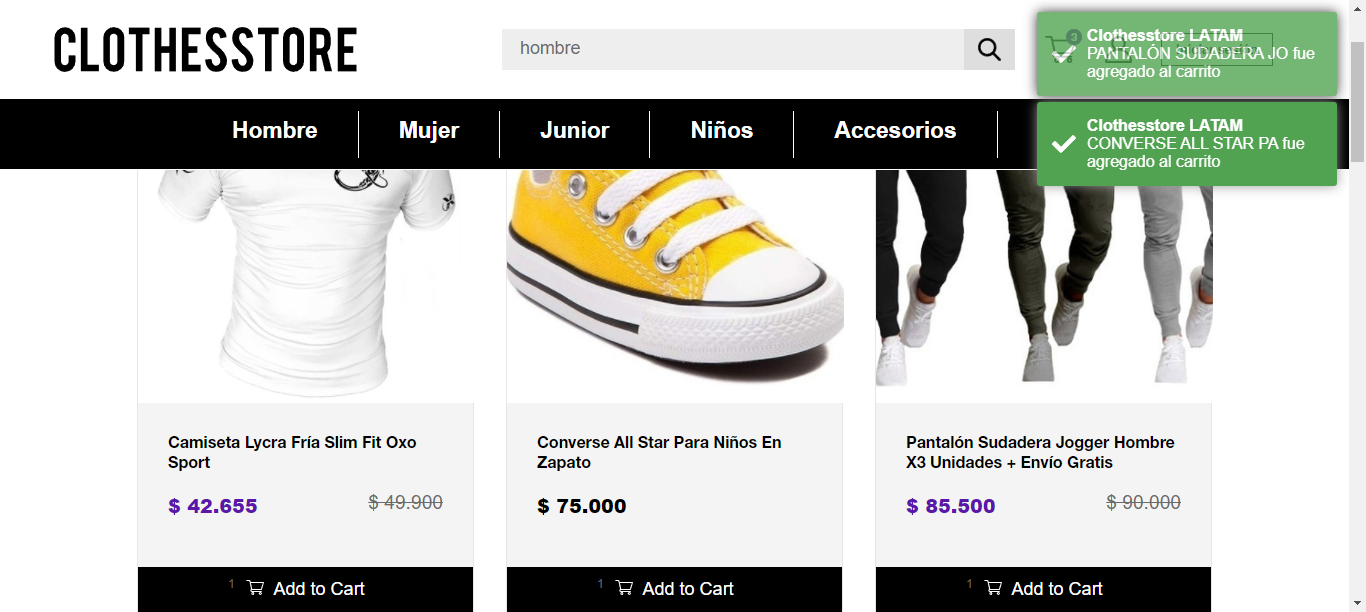 CLOTHESSTORE
hombre
3
Clothesstore LATAM
PANTALÓN SUDADERA JO fue
agregado al carrito
Hombre
Mujer
Junior
Niños
Accesorios
Clothesstore LATAM
CONVERSE ALL STAR PA fue
agregado al carrito
Camiseta Lycra Fría Slim Fit Oxo
Sport
$ 42.655
$ 49.900
1
Add to Cart
Converse All Star Para Niños En
Zapato
$ 75.000
1
Add to Cart
Pantalón Sudadera Jogger Hombre
X3 Unidades + Envío Gratis
$ 85.500
$ 90.000
1
Add to Cart